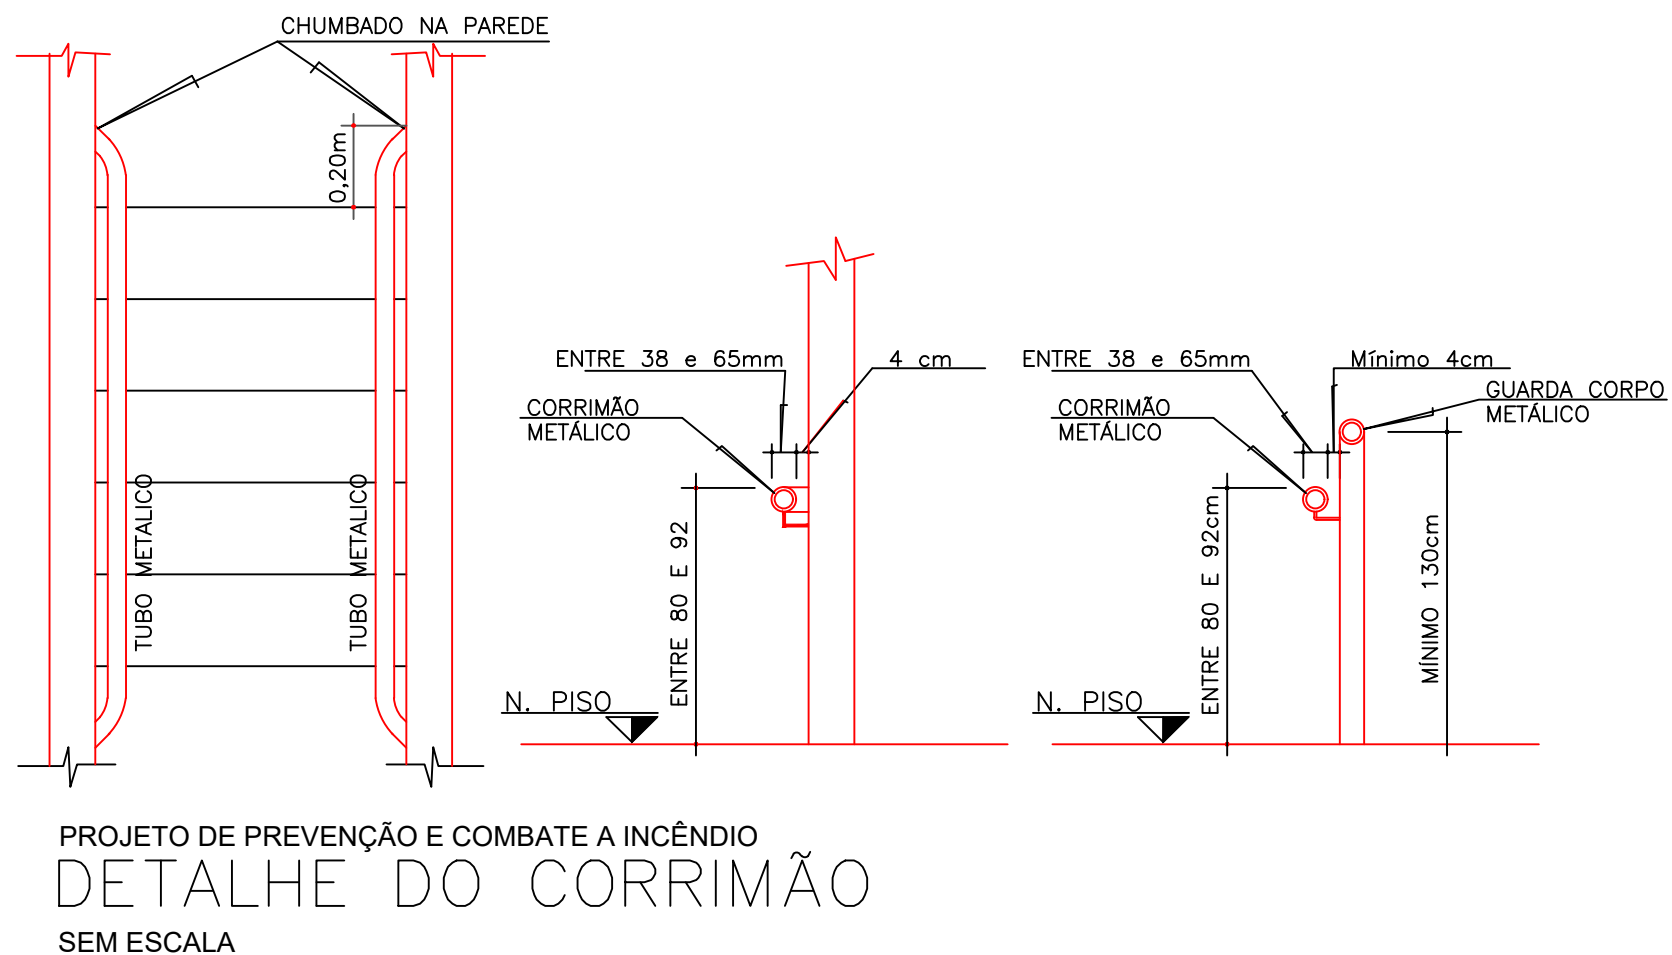 CHUMBADO NA PAREDE
0,20m
TUBO METALICO
TUBO METALICO
ENTRE 38 e 65mm
4 cm
CORRIMÃO
METÁLICO
ENTRE 80 E 92
N. PISO
ENTRE 38 e 65mm
Mínimo 4cm
GUARDA CORPO
METÁLICO
CORRIMÃO
METÁLICO
ENTRE 80 E 92cm
MÍNIMO 130cm
N. PISO
PROJETO DE PREVENÇÃO E COMBATE A INCÊNDIO
DETALHE DO CORRIMÃO
SEM ESCALA